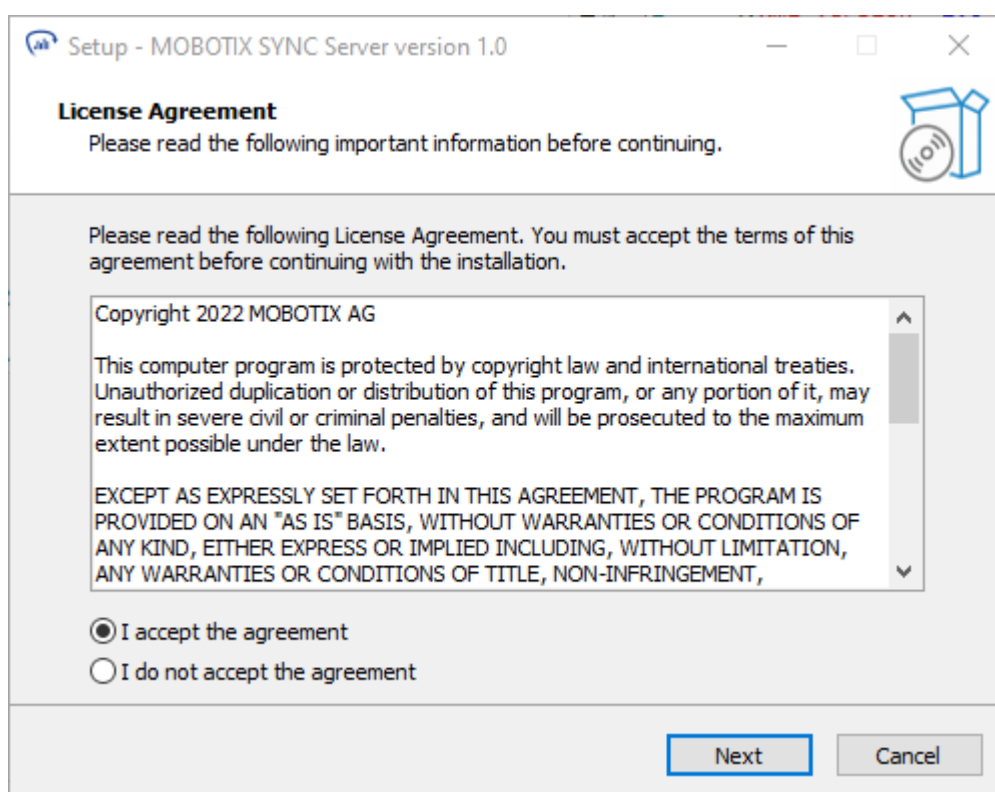 Setup - MOBOTIX SYNC Server version 1.0
License Agreement
Please read the following important information before continuing.
Please read the following License Agreement. You must accept the terms of this
agreement before continuing with the installation.
Copyright 2022 MOBOTIX AG
This computer program is protected by copyright law and international treaties.
Unauthorized duplication or distribution of this program, or any portion of it, may
result in severe civil or criminal penalties, and will be prosecuted to the maximum
extent possible under the law.
EXCEPT AS EXPRESSLY SET FORTH IN THIS AGREEMENT, THE PROGRAM IS
PROVIDED ON AN "AS IS" BASIS, WITHOUT WARRANTIES OR CONDITIONS OF
ANY KIND, EITHER EXPRESS OR IMPLIED INCLUDING, WITHOUT LIMITATION,
ANY WARRANTIES OR CONDITIONS OF TITLE, NON-INFRINGEMENT,
I accept the agreement
I do not accept the agreement
Next
Cancel